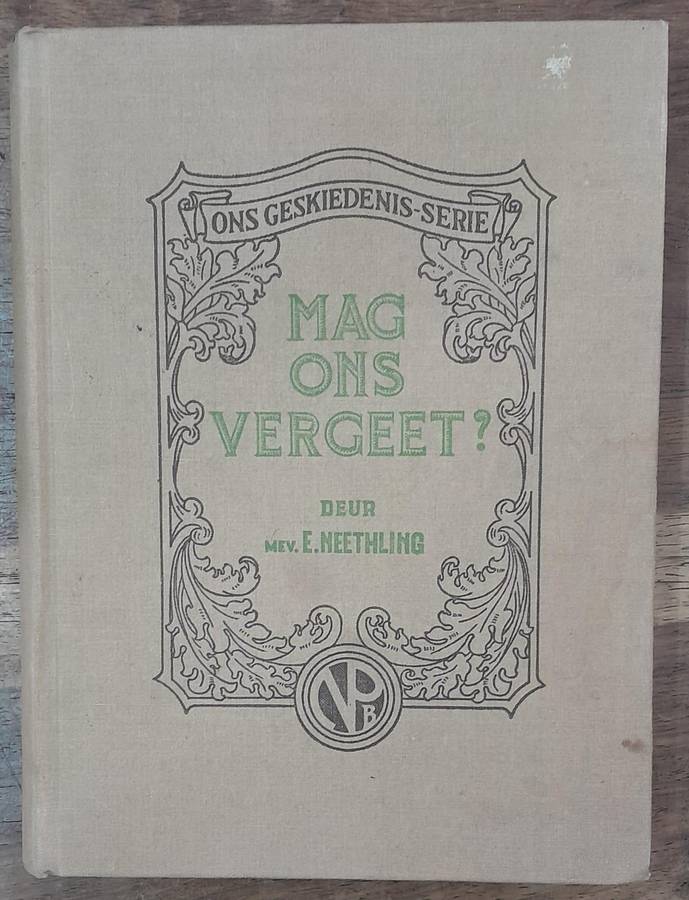 ONS GESKIEDENIS-SERIE
MAG
ONS
VERGEET?
DEUR
MEV. E. NEETHLING
NPB